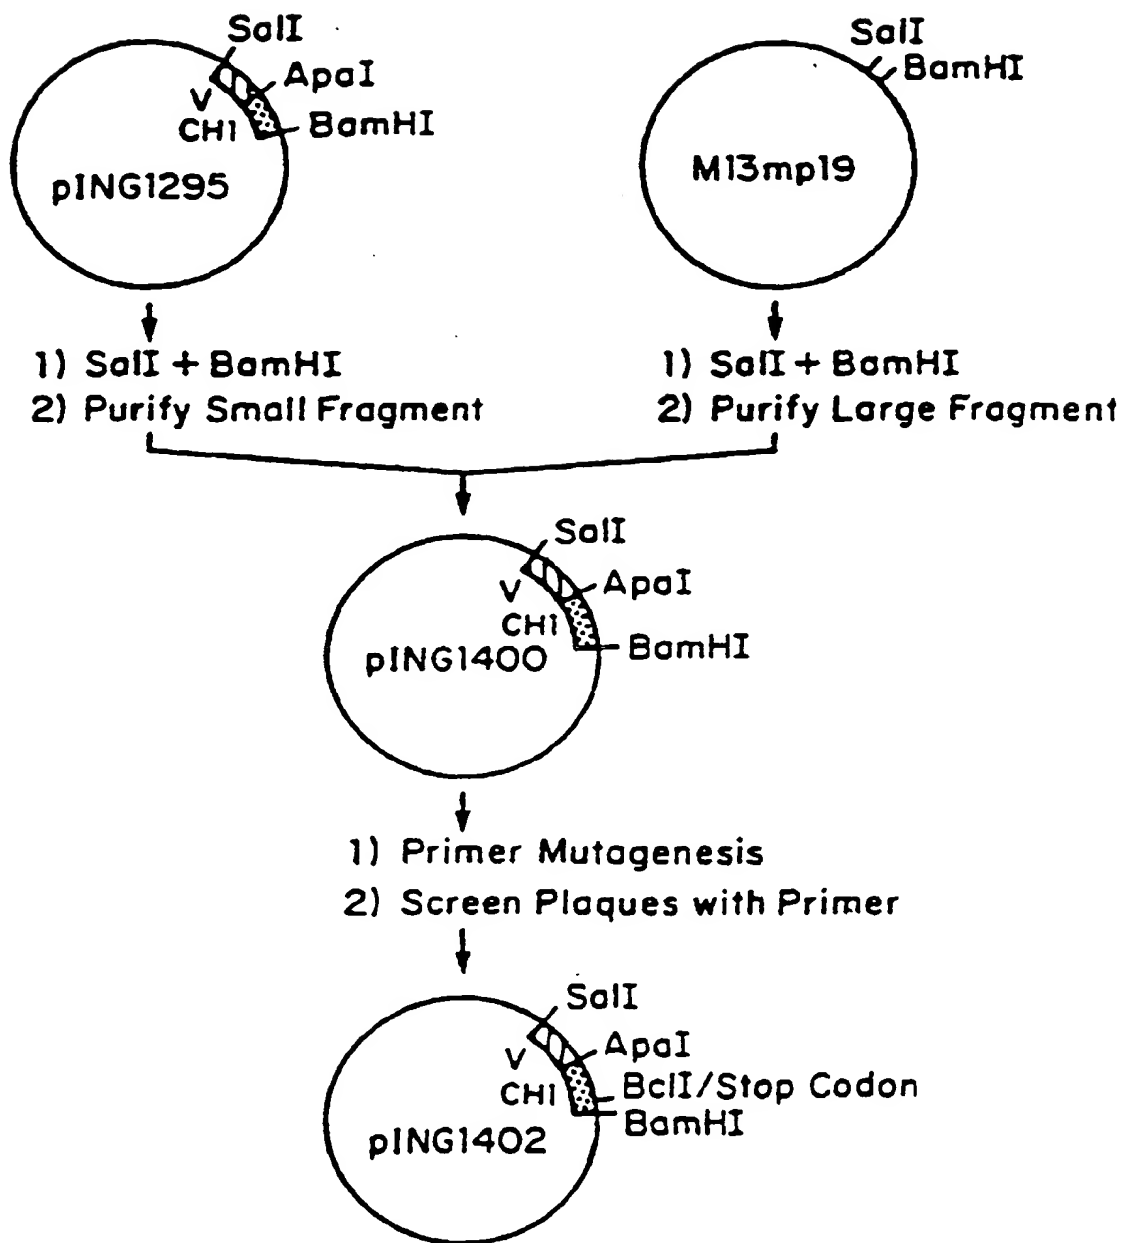 SalI
ApaI
V
CH1
BamHI
pING1295
SalI
BamHI
M13mp19
1) SalI + BamHI
2) Purify Small Fragment
1) SalI + BamHI
2) Purify Large Fragment
SalI
ApaI
V
CH1
BamHI
pING1400
1) Primer Mutagenesis
2) Screen Plaques with Primer
SalI
ApaI
V
BclI/Stop Codon
CH1
BamHI
pING1402